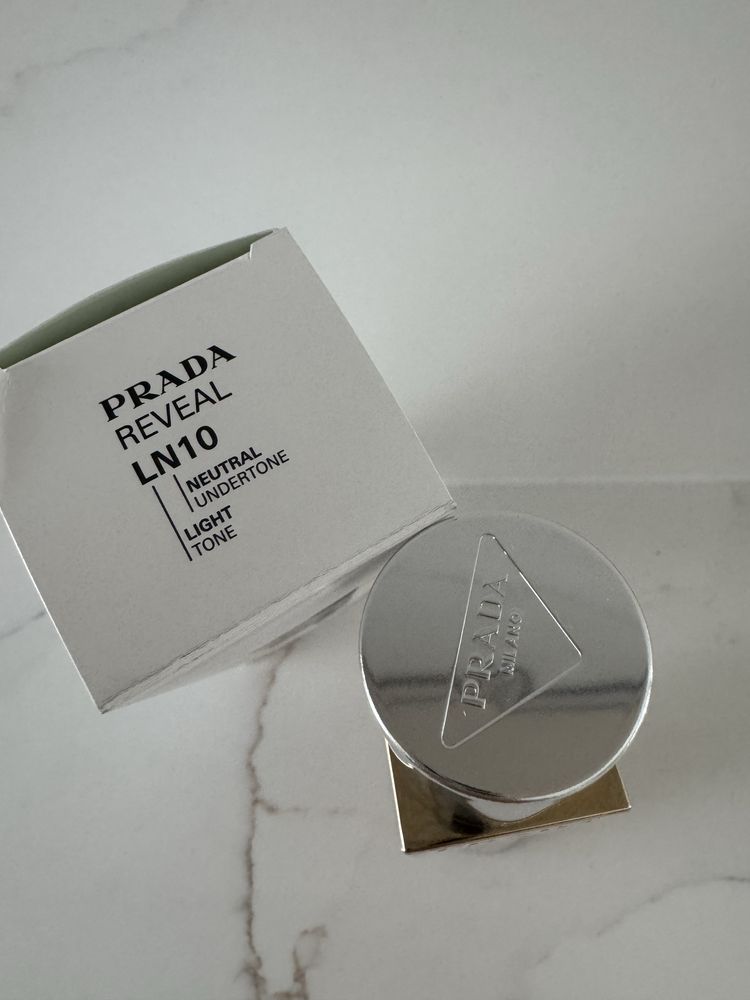 PRADA
REVEAL
LN10
NEUTRAL
UNDERTONE
LIGHT
TONE
PRADA
MILANO